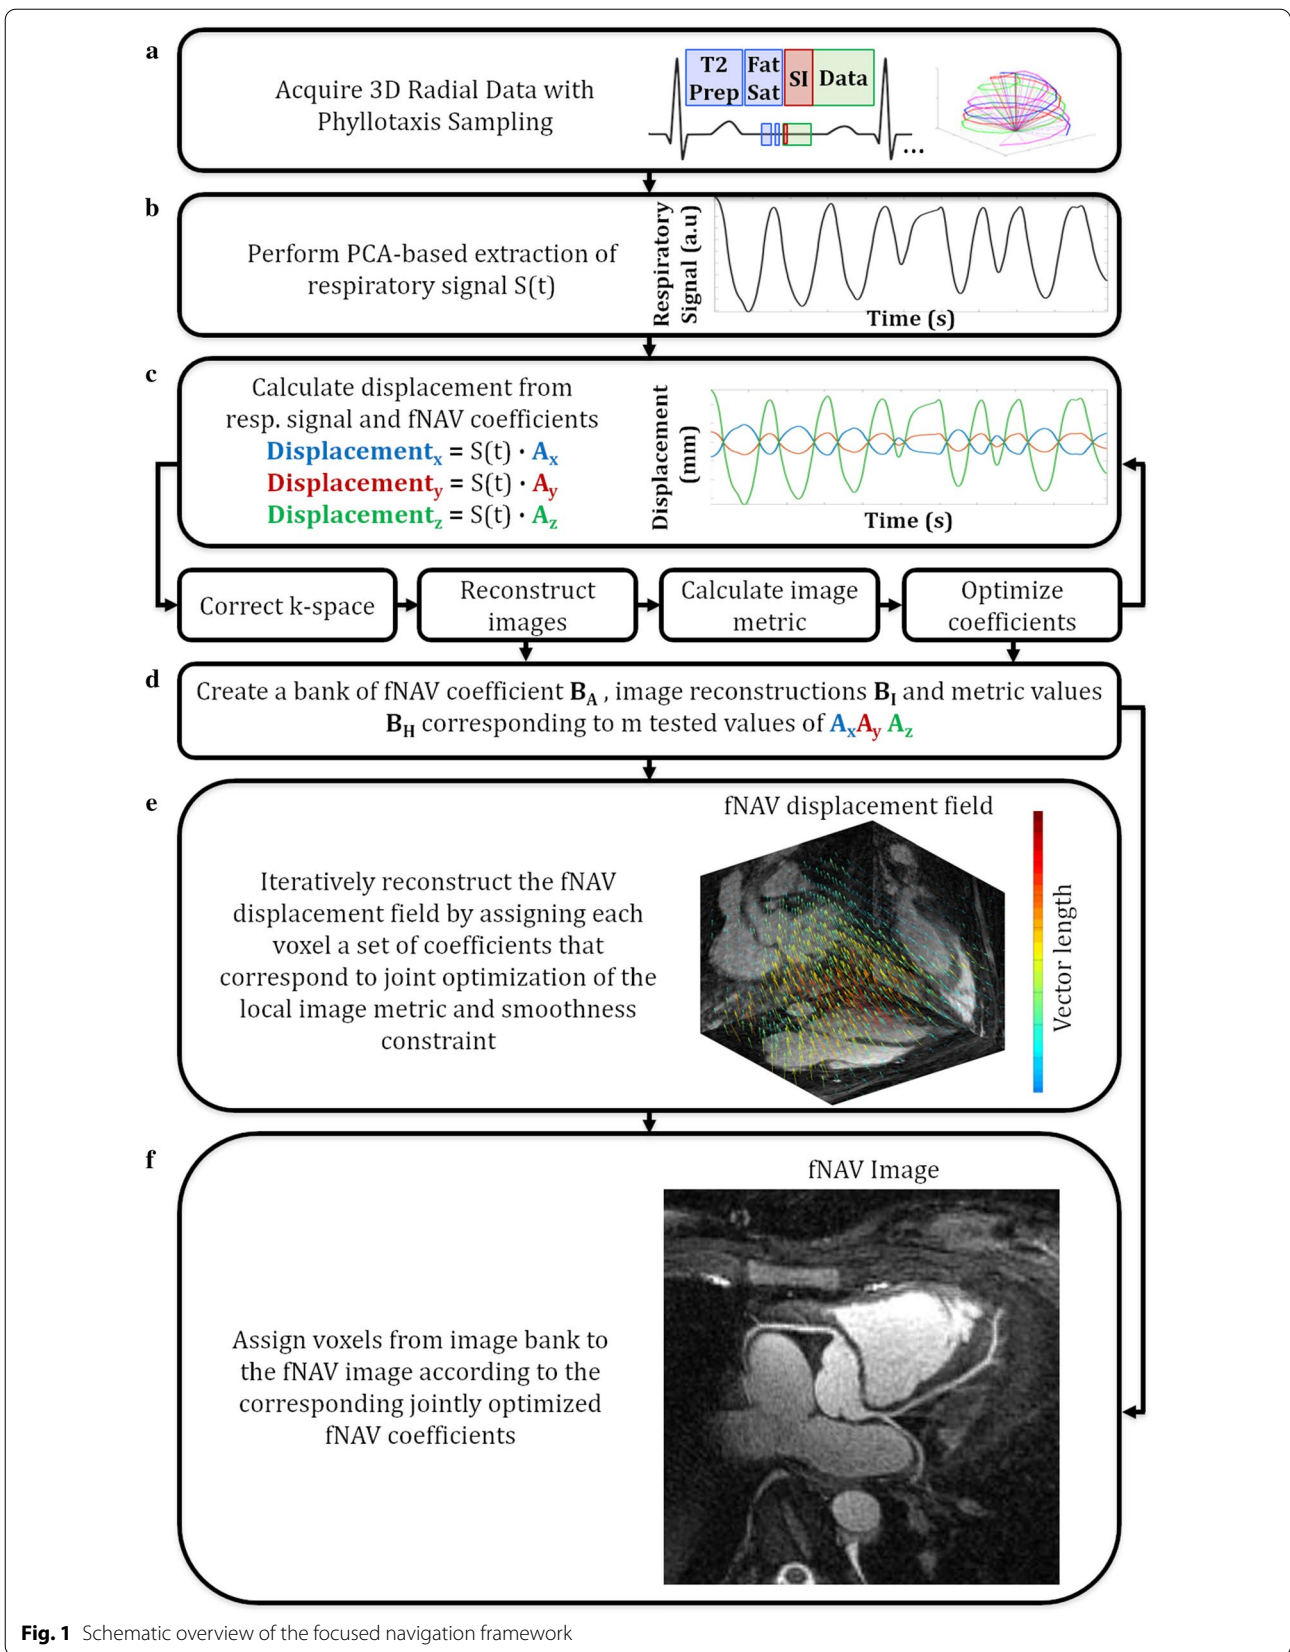 a
Acquire 3D Radial Data with
Phyllotaxis Sampling
T2
Prep
Fat
Sat
SI
Data
...
b
Perform PCA-based extraction of
respiratory signal S(t)
Respiratory
Signal (a.u)
Time (s)
c
Calculate displacement from
resp. signal and fNAV coefficients
Displacementx = S(t) · Ax
Displacementy = S(t) · Ay
Displacementz = S(t) · Az
Displacement
(mm)
Time (s)
Correct k-space
Reconstruct
images
Calculate image
metric
Optimize
coefficients
d
Create a bank of fNAV coefficient BA , image reconstructions BI and metric values
BH corresponding to m tested values of AxAy Az
e
Iteratively reconstruct the fNAV
displacement field by assigning each
voxel a set of coefficients that
correspond to joint optimization of the
local image metric and smoothness
constraint
fNAV displacement field
Vector length
f
Assign voxels from image bank to
the fNAV image according to the
corresponding jointly optimized
fNAV coefficients
fNAV Image
Fig. 1 Schematic overview of the focused navigation framework